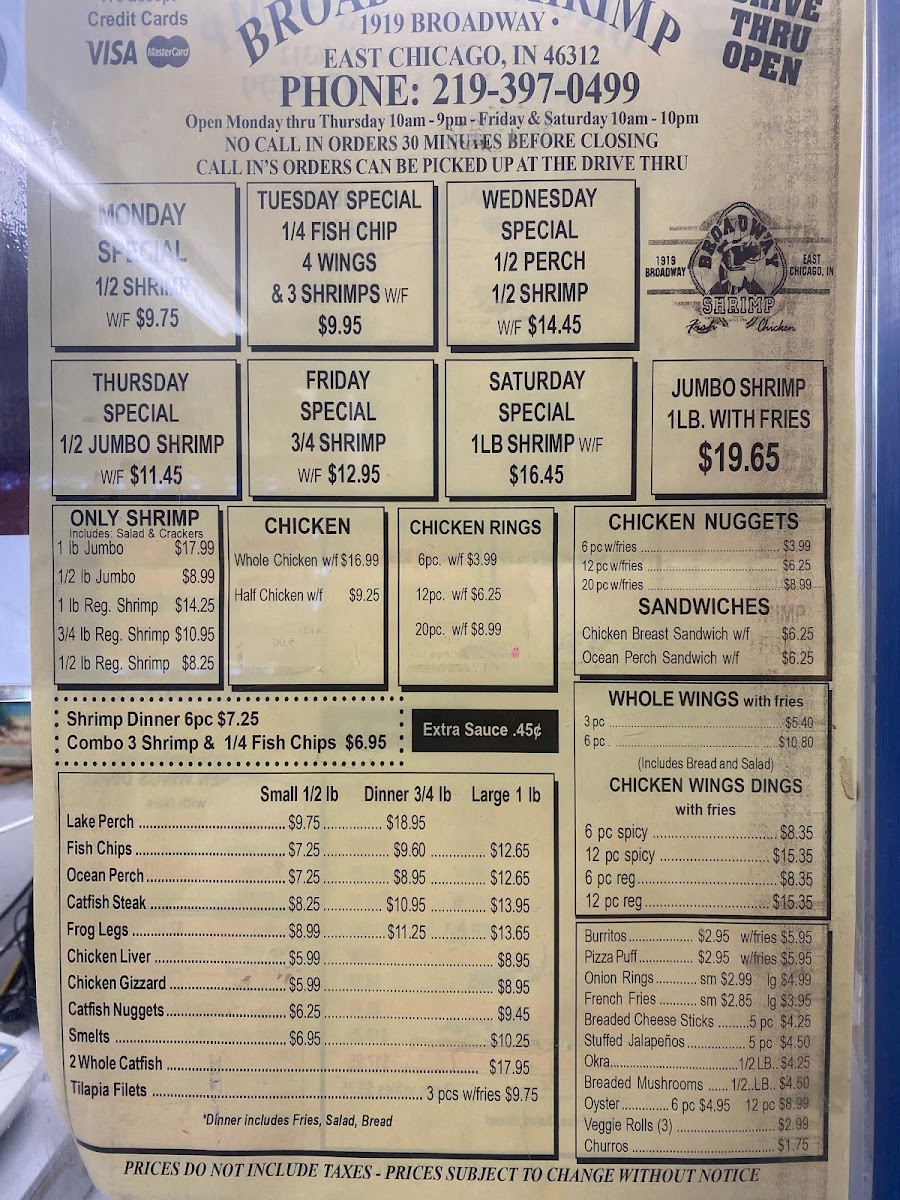 Credit Cards
VISA MasterCard
BROADWAY SHRIMP
1919 BROADWAY •
EAST CHICAGO, IN 46312
PHONE: 219-397-0499
DRIVE
THRU
OPEN
Open Monday thru Thursday 10am - 9pm - Friday & Saturday 10am - 10pm
NO CALL IN ORDERS 30 MINUTES BEFORE CLOSING
CALL IN'S ORDERS CAN BE PICKED UP AT THE DRIVE THRU
MONDAY
SPECIAL
1/2 SHRIMP
W/F $9.75
TUESDAY SPECIAL
1/4 FISH CHIP
4 WINGS
& 3 SHRIMPS W/F
$9.95
WEDNESDAY
SPECIAL
1/2 PERCH
1/2 SHRIMP
W/F $14.45
BROADWAY
1919
BROADWAY
EAST
CHICAGO, IN
SHRIMP
Fish Chicken
THURSDAY
SPECIAL
1/2 JUMBO SHRIMP
W/F $11.45
FRIDAY
SPECIAL
3/4 SHRIMP
W/F $12.95
SATURDAY
SPECIAL
1LB SHRIMP W/F
$16.45
JUMBO SHRIMP
1LB. WITH FRIES
$19.65
ONLY SHRIMP
Includes: Salad & Crackers
1 lb Jumbo $17.99
1/2 lb Jumbo $8.99
1 lb Reg. Shrimp $14.25
3/4 lb Reg. Shrimp $10.95
1/2 lb Reg. Shrimp $8.25
CHICKEN
Whole Chicken w/f $16.99
Half Chicken w/f $9.25
CHICKEN RINGS
6pc. w/f $3.99
12pc. w/f $6.25
20pc. w/f $8.99
CHICKEN NUGGETS
6 pc w/fries ........ $3.99
12 pc w/fries ........ $6.25
20 pc w/fries ........ $8.99
SANDWICHES
Chicken Breast Sandwich w/f $6.25
Ocean Perch Sandwich w/f $6.25
Shrimp Dinner 6pc $7.25
Combo 3 Shrimp & 1/4 Fish Chips $6.95
Extra Sauce .45¢
WHOLE WINGS with fries
3 pc ........ $5.40
6 pc ........ $10.80
(Includes Bread and Salad)
CHICKEN WINGS DINGS
with fries
6 pc spicy ........ $8.35
12 pc spicy ........ $15.35
6 pc reg ........ $8.35
12 pc reg ........ $15.35
Small 1/2 lb Dinner 3/4 lb Large 1 lb
Lake Perch ........ $9.75 ........ $18.95
Fish Chips ........ $7.25 ........ $9.60 ........ $12.65
Ocean Perch ........ $7.25 ........ $8.95 ........ $12.65
Catfish Steak ........ $8.25 ........ $10.95 ........ $13.95
Frog Legs ........ $8.99 ........ $11.25 ........ $13.65
Chicken Liver ........ $5.99 ........ $8.95
Chicken Gizzard ........ $5.99 ........ $8.95
Catfish Nuggets ........ $6.25 ........ $9.45
Smelts ........ $6.95 ........ $10.25
2 Whole Catfish ........ $17.95
Tilapia Filets ........ 3 pcs w/fries $9.75
*Dinner includes Fries, Salad, Bread
Burritos ........ $2.95 w/fries $5.95
Pizza Puff ........ $2.95 w/fries $5.95
Onion Rings ........ sm $2.99 lg $4.99
French Fries ........ sm $2.85 lg $3.95
Breaded Cheese Sticks ........ 5 pc $4.25
Stuffed Jalapeños ........ 5 pc $4.50
Okra ........ 1/2 LB.. $4.25
Breaded Mushrooms ...... 1/2..LB.. $4.50
Oyster ........ 6 pc $4.95 12 pc $8.99
Veggie Rolls (3) ........ $2.99
Churros ........ $1.75
PRICES DO NOT INCLUDE TAXES - PRICES SUBJECT TO CHANGE WITHOUT NOTICE